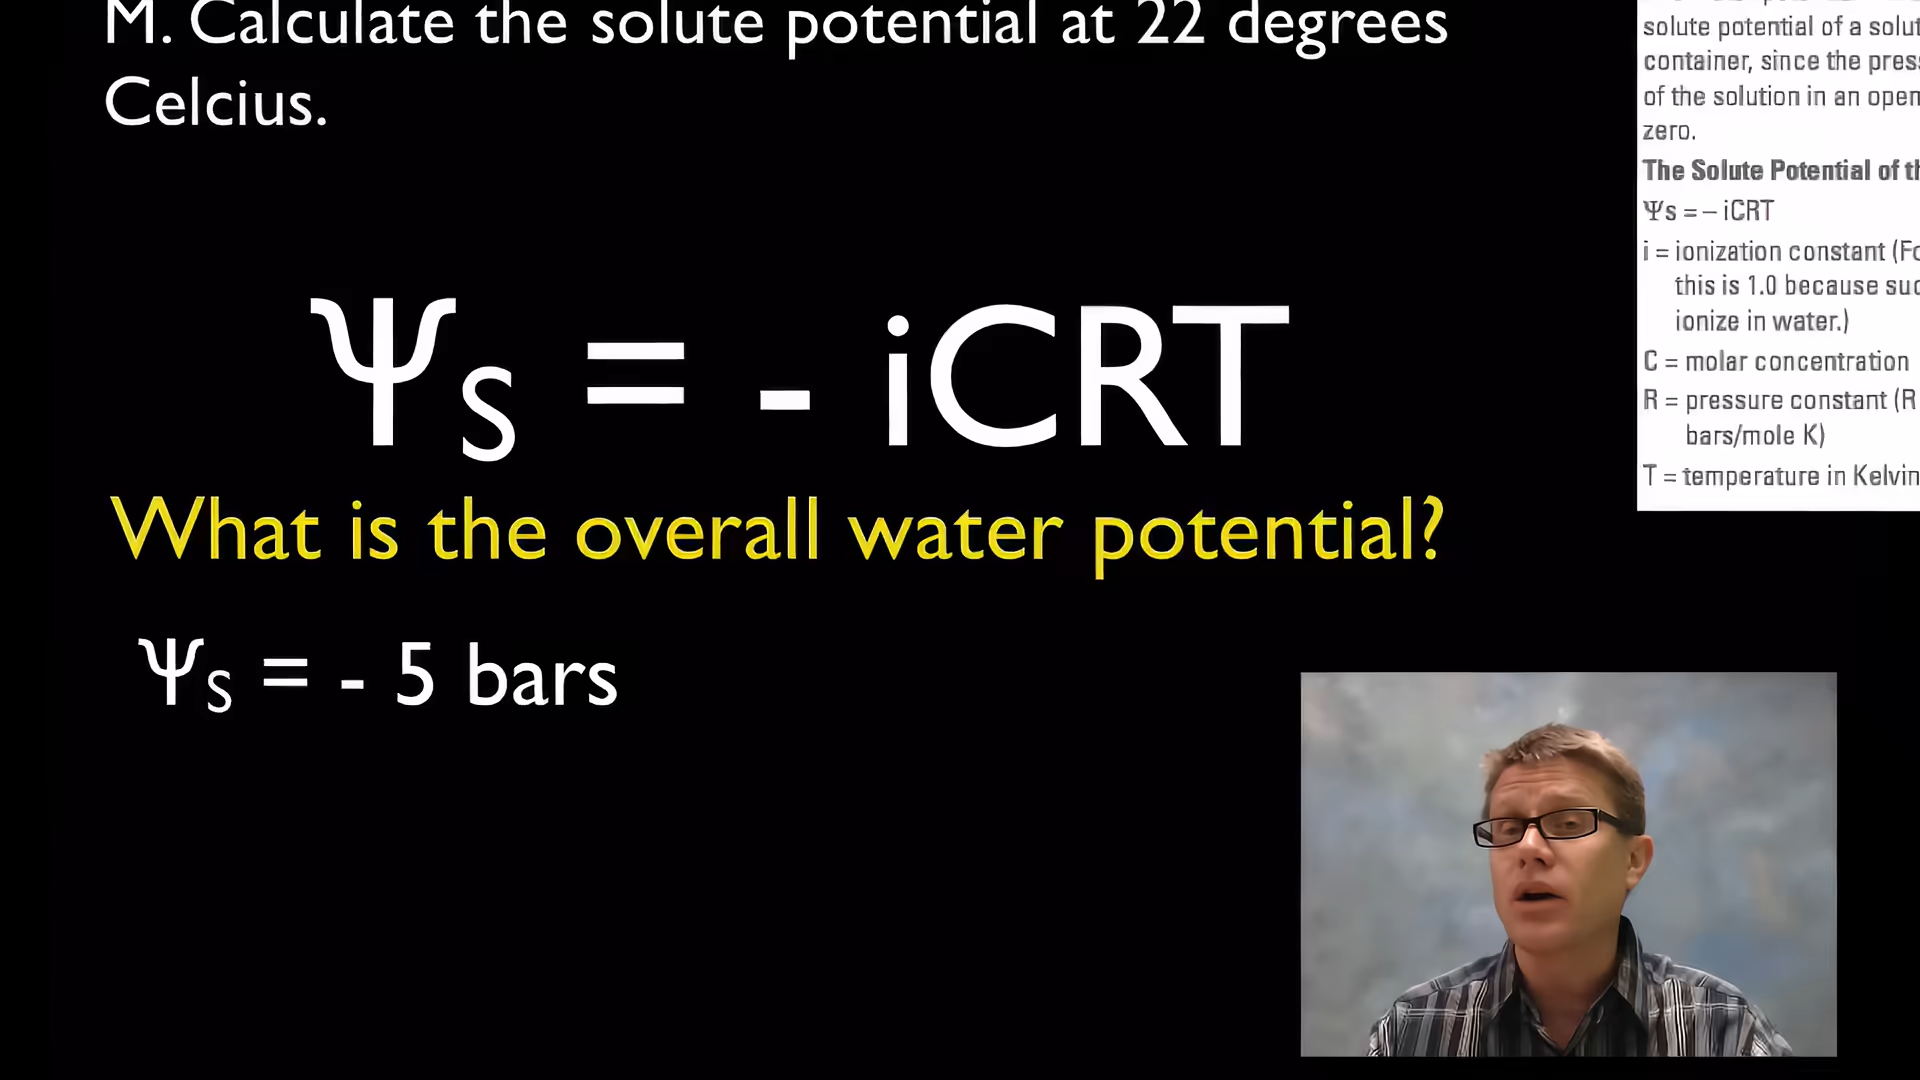 M. Calculate the solute potential at 22 degrees
Celcius.
Ψs = - iCRT
What is the overall water potential?
Ψs = - 5 bars
solute potential of a solut
container, since the press
of the solution in an open
zero.
The Solute Potential of th
Ψs = – iCRT
i = ionization constant (Fo
this is 1.0 because suc
ionize in water.)
C = molar concentration
R = pressure constant (R
bars/mole K)
T = temperature in Kelvin